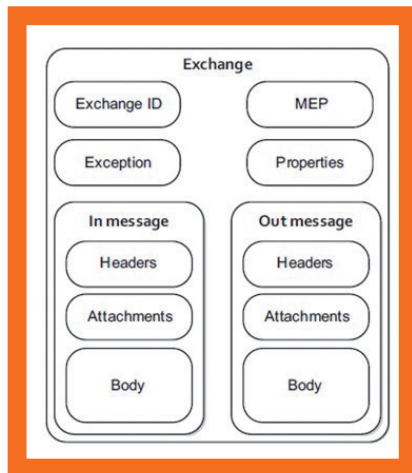 Exchange
Exchange ID
MEP
Exception
Properties
In message
Out message
Headers
Headers
Attachments
Attachments
Body
Body